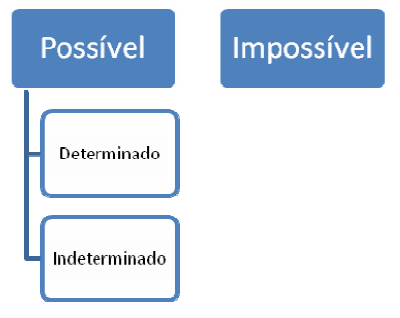 Possível
Impossível
Determinado
Indeterminado